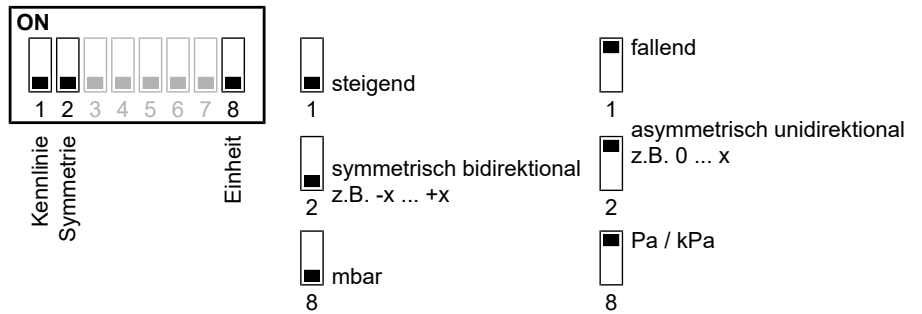 ON
1 2 3 4 5 6 7 8
Kennlinie
Symmetrie
Einheit
steigend
1
fallend
1
symmetrisch bidirektional
z.B. -x ... +x
2
asymmetrisch unidirektional
z.B. 0 ... x
2
mbar
8
Pa / kPa
8